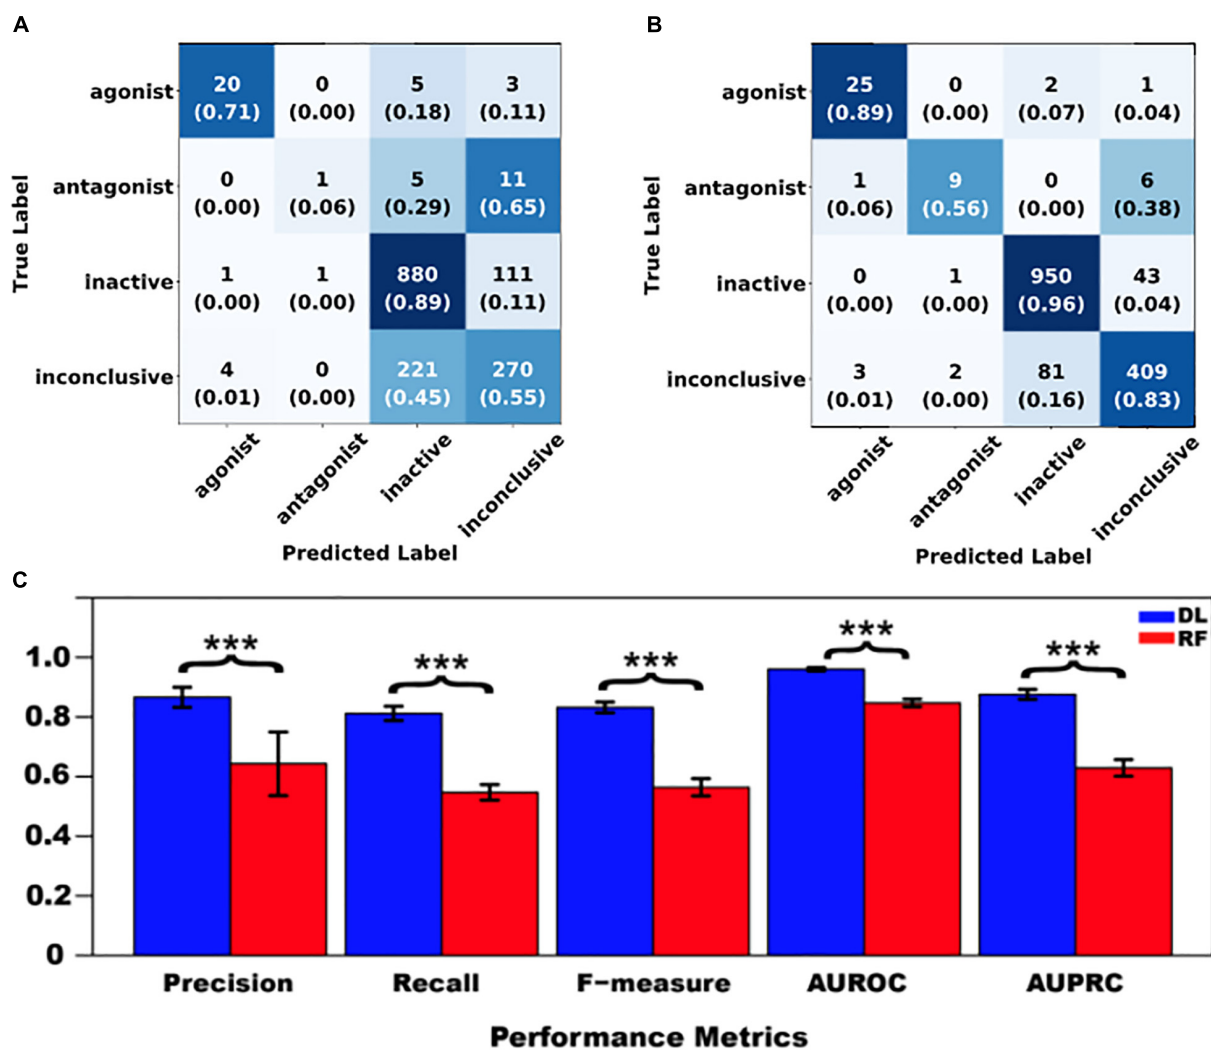 A
agonist 20 0 5 3
(0.71) (0.00) (0.18) (0.11)
antagonist 0 1 5 11
(0.00) (0.06) (0.29) (0.65)
inactive 1 1 880 111
(0.00) (0.00) (0.89) (0.11)
inconclusive 4 0 221 270
(0.01) (0.00) (0.45) (0.55)
True Label
agonist antagonist inactive inconclusive
Predicted Label
B
agonist 25 0 2 1
(0.89) (0.00) (0.07) (0.04)
antagonist 1 9 0 6
(0.06) (0.56) (0.00) (0.38)
inactive 0 1 950 43
(0.00) (0.00) (0.96) (0.04)
inconclusive 3 2 81 409
(0.01) (0.00) (0.16) (0.83)
True Label
agonist antagonist inactive inconclusive
Predicted Label
C
DL
RF
*** *** *** *** ***
1.0
0.8
0.6
0.4
0.2
0
Precision Recall F-measure AUROC AUPRC
Performance Metrics